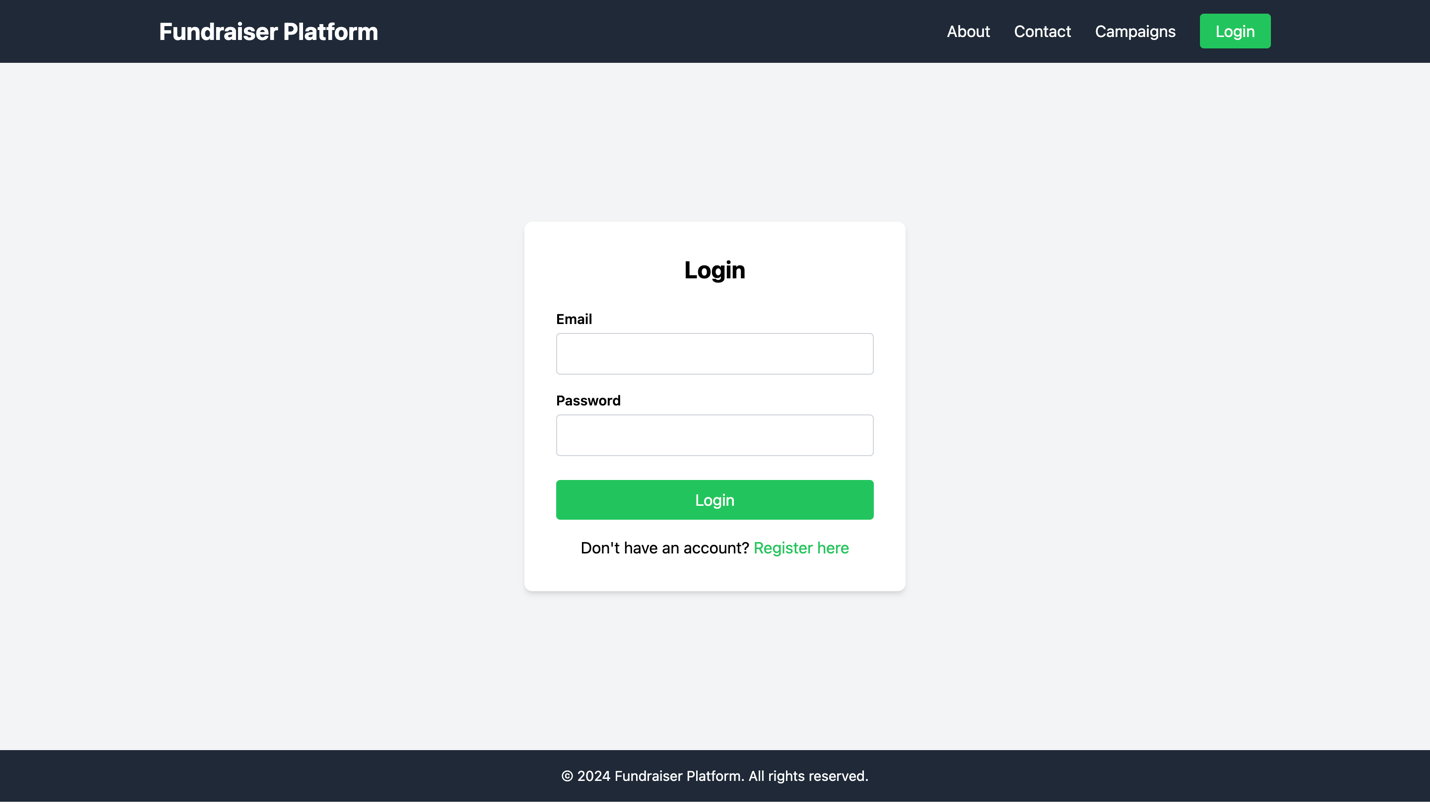 Fundraiser Platform
About Contact Campaigns Login
Login
Email
Password
Login
Don't have an account? Register here
© 2024 Fundraiser Platform. All rights reserved.